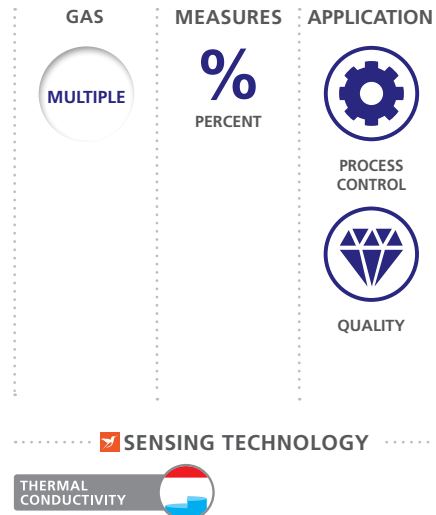 GAS
MULTIPLE
MEASURES
%
PERCENT
APPLICATION
PROCESS
CONTROL
QUALITY
SENSING TECHNOLOGY
THERMAL
CONDUCTIVITY